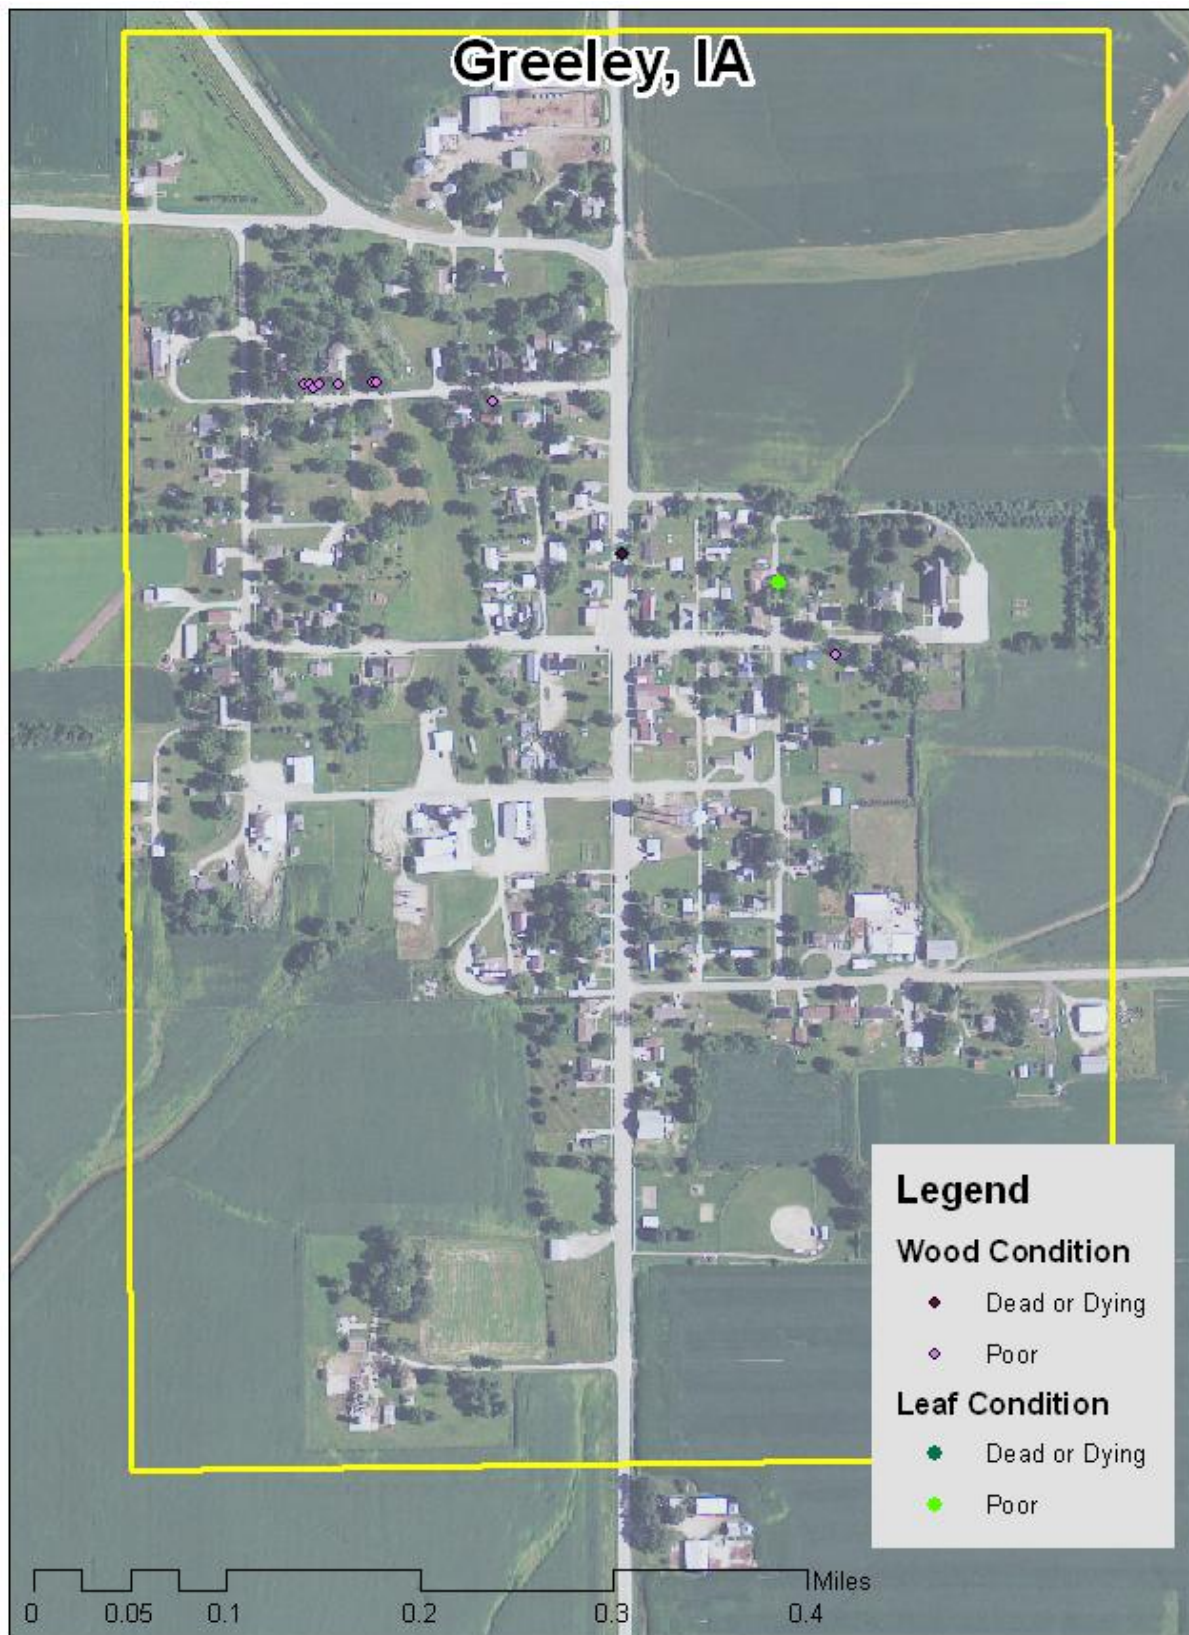 Greeley, IA
Legend
Wood Condition
Dead or Dying
Poor
Leaf Condition
Dead or Dying
Poor
Miles
0 0.05 0.1 0.2 0.3 0.4